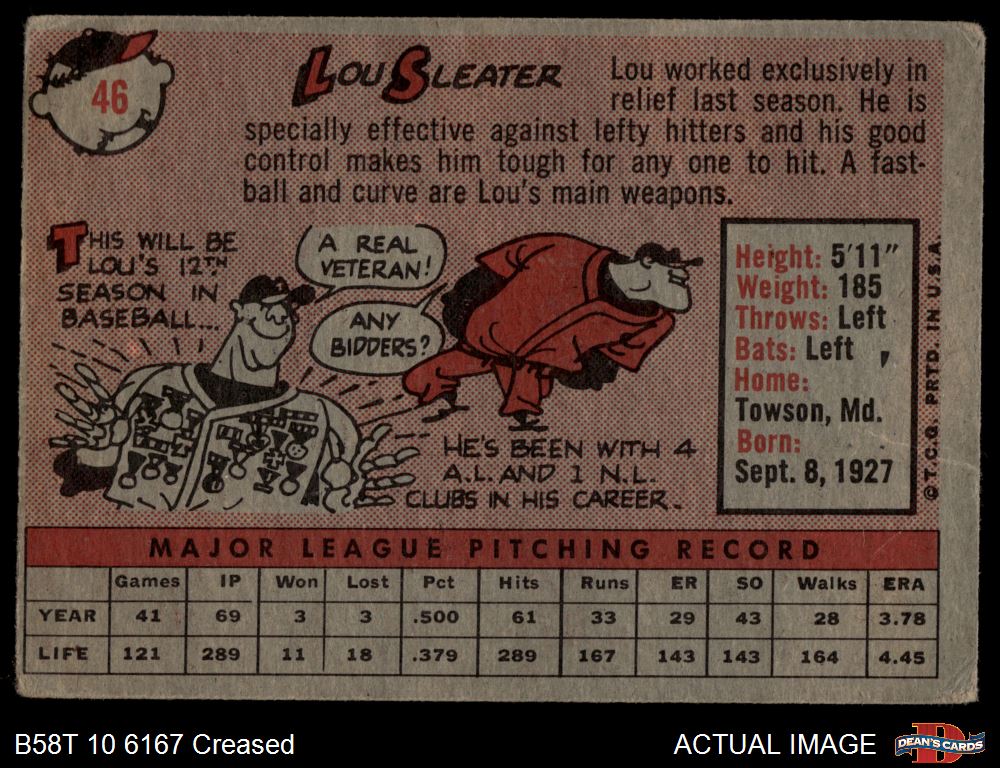 46
LOU SLEATER
Lou worked exclusively in
relief last season. He is
specially effective against lefty hitters and his good
control makes him tough for any one to hit. A fast-
ball and curve are Lou's main weapons.
THIS WILL BE
LOU'S 12TH
SEASON IN
BASEBALL...
A REAL
VETERAN!
ANY
BIDDERS?
HE'S BEEN WITH 4
A.L. AND 1 N.L.
CLUBS IN HIS CAREER.
Height: 5'11"
Weight: 185
Throws: Left
Bats: Left
Home:
Towson, Md.
Born:
Sept. 8, 1927
© T.C.G. PRTD. IN U.S.A.
MAJOR LEAGUE PITCHING RECORD
Games IP Won Lost Pct Hits Runs ER SO Walks ERA
YEAR 41 69 3 3 .500 61 33 29 43 28 3.78
LIFE 121 289 11 18 .379 289 167 143 143 164 4.45
B58T 10 6167 Creased
ACTUAL IMAGE
DEAN'S CARDS